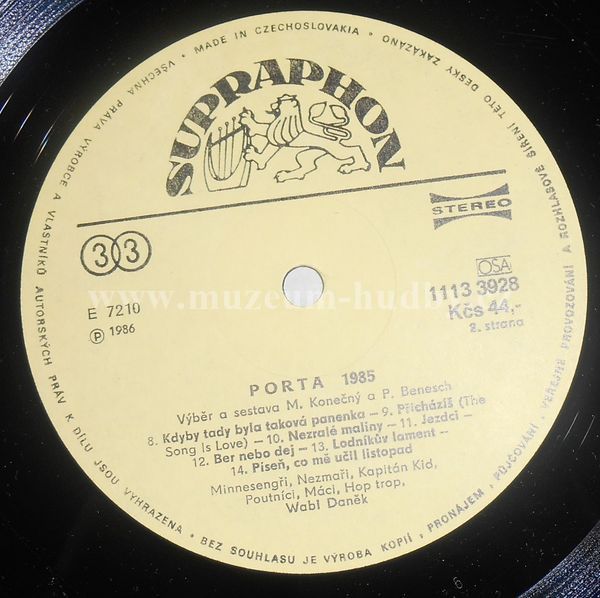 VŠECHNA PRÁVA VÝROBCE A VLASTNÍKŮ AUTORSKÝCH PRÁV K DÍLU JSOU VYHRAZENA • BEZ SOUHLASU JE VÝROBA KOPIÍ, PRONÁJEM, PŮJČOVÁNÍ, VEŘEJNÉ PROVOZOVÁNÍ A ROZHLASOVÉ ŠÍŘENÍ TÉTO DESKY ZAKÁZÁNO • MADE IN CZECHOSLOVAKIA •
SUPRAPHON
STEREO
33
OSA
1113 3928
Kčs 44,-
2. strana
E 7210
Ⓟ 1986
PORTA 1985
Výběr a sestava M. Konečný a P. Benesch
8. Kdyby tady byla taková panenka – 9. Přicházíš (The
Song Is Love) – 10. Nezralé maliny – 11. Jezdci –
12. Ber nebo dej – 13. Lodníkův lament –
14. Píseň, co mě učil listopad
Minnesengři, Nezmaři, Kapitán Kid,
Poutníci, Máci, Hop trop,
Wabi Daněk